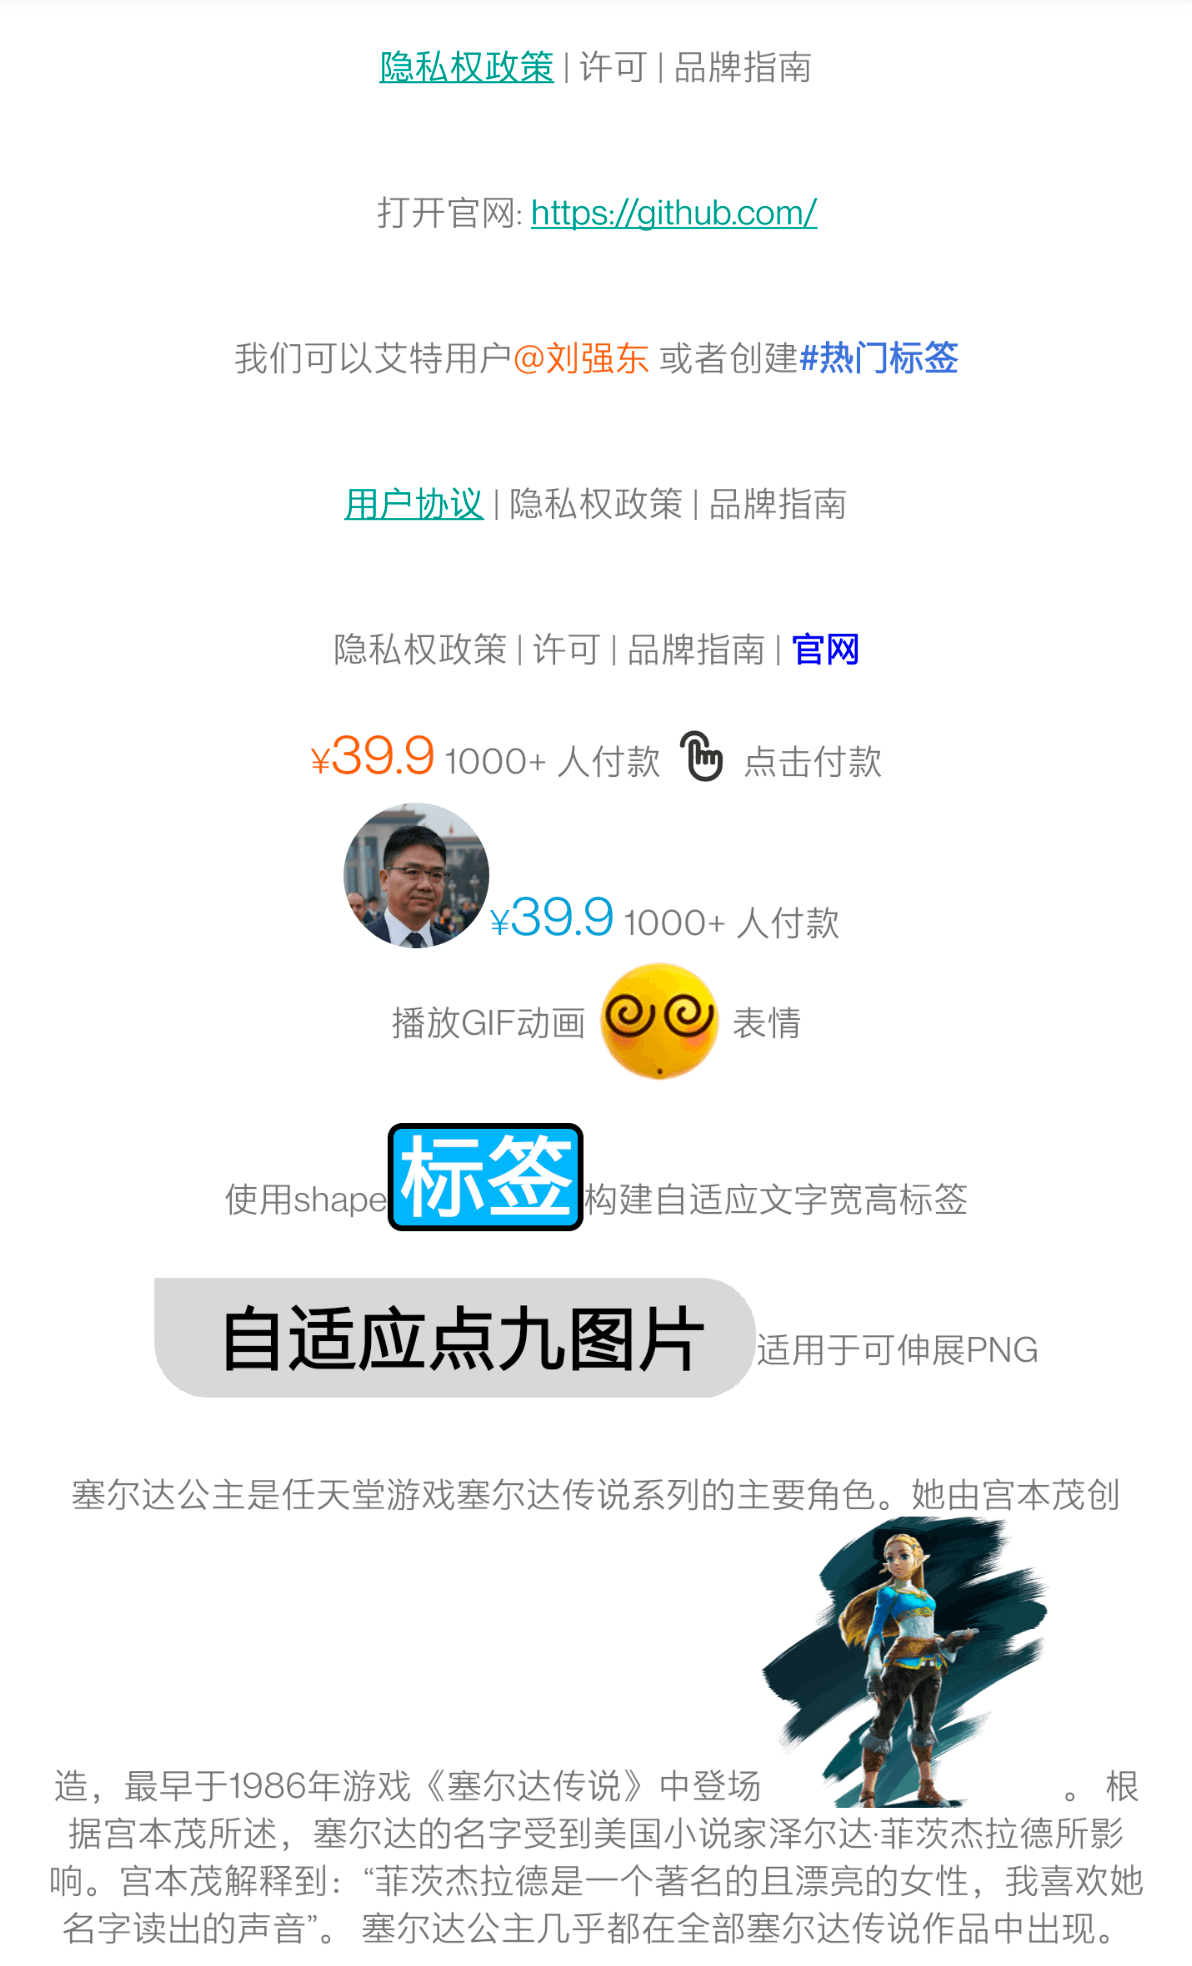 隐私权政策 | 许可 | 品牌指南
打开官网: https://github.com/
我们可以艾特用户@刘强东 或者创建#热门标签
用户协议 | 隐私权政策 | 品牌指南
隐私权政策 | 许可 | 品牌指南 | 官网
¥39.9 1000+ 人付款 点击付款
¥39.9 1000+ 人付款
播放GIF动画 表情
使用shape标签构建自适应文字宽高标签
自适应点九图片适用于可伸展PNG
塞尔达公主是任天堂游戏塞尔达传说系列的主要角色。她由宫本茂创
造，最早于1986年游戏《塞尔达传说》中登场 。 根
据宫本茂所述，塞尔达的名字受到美国小说家泽尔达·菲茨杰拉德所影
响。宫本茂解释到：“菲茨杰拉德是一个著名的且漂亮的女性，我喜欢她
名字读出的声音”。 塞尔达公主几乎都在全部塞尔达传说作品中出现。